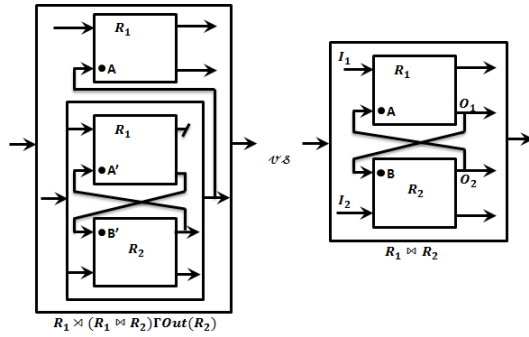 R₁
A
R₁
A'
B'
R₂
R₁ ⋊ (R₁ ⋈ R₂)ΓOut(R₂)
𝓋𝓈
I₁
R₁
A
O₁
B
R₂
O₂
I₂
R₁ ⋈ R₂